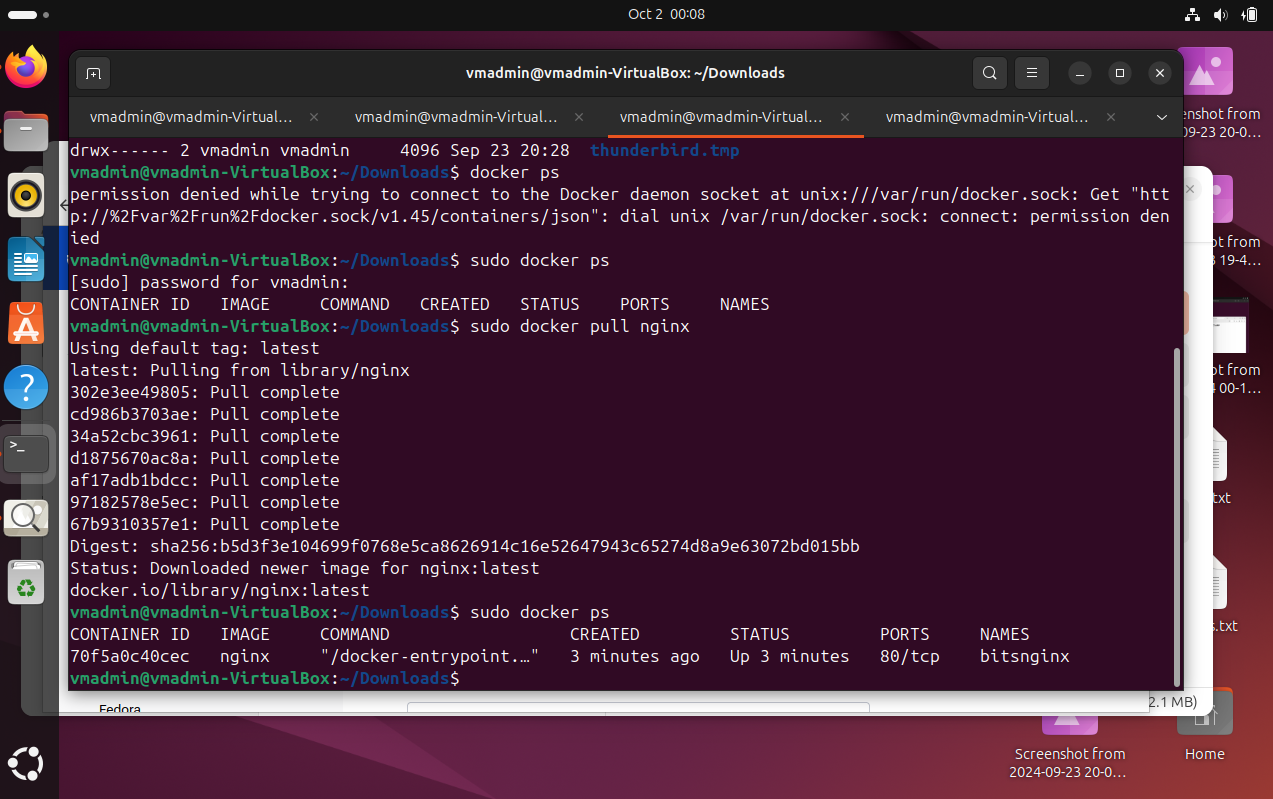 Oct 2 00:08
vmadmin@vmadmin-VirtualBox: ~/Downloads
vmadmin@vmadmin-Virtual… vmadmin@vmadmin-Virtual… vmadmin@vmadmin-Virtual… vmadmin@vmadmin-Virtual…
drwx------ 2 vmadmin vmadmin     4096 Sep 23 20:28  thunderbird.tmp
vmadmin@vmadmin-VirtualBox:~/Downloads$ docker ps
permission denied while trying to connect to the Docker daemon socket at unix:///var/run/docker.sock: Get "htt
p://%2Fvar%2Frun%2Fdocker.sock/v1.45/containers/json": dial unix /var/run/docker.sock: connect: permission den
ied
vmadmin@vmadmin-VirtualBox:~/Downloads$ sudo docker ps
[sudo] password for vmadmin:
CONTAINER ID   IMAGE     COMMAND   CREATED   STATUS    PORTS     NAMES
vmadmin@vmadmin-VirtualBox:~/Downloads$ sudo docker pull nginx
Using default tag: latest
latest: Pulling from library/nginx
302e3ee49805: Pull complete
cd986b3703ae: Pull complete
34a52cbc3961: Pull complete
d1875670ac8a: Pull complete
af17adb1bdcc: Pull complete
97182578e5ec: Pull complete
67b9310357e1: Pull complete
Digest: sha256:b5d3f3e104699f0768e5ca8626914c16e52647943c65274d8a9e63072bd015bb
Status: Downloaded newer image for nginx:latest
docker.io/library/nginx:latest
vmadmin@vmadmin-VirtualBox:~/Downloads$ sudo docker ps
CONTAINER ID   IMAGE     COMMAND                  CREATED         STATUS         PORTS     NAMES
70f5a0c40cec   nginx     "/docker-entrypoint.…"   3 minutes ago   Up 3 minutes   80/tcp    bitsnginx
vmadmin@vmadmin-VirtualBox:~/Downloads$
enshot from
09-23 20-0…
ot from
3 19-4…
ot from
4 00-1…
.txt
s.txt
2.1 MB)
Fedora
Screenshot from
2024-09-23 20-0…
Home